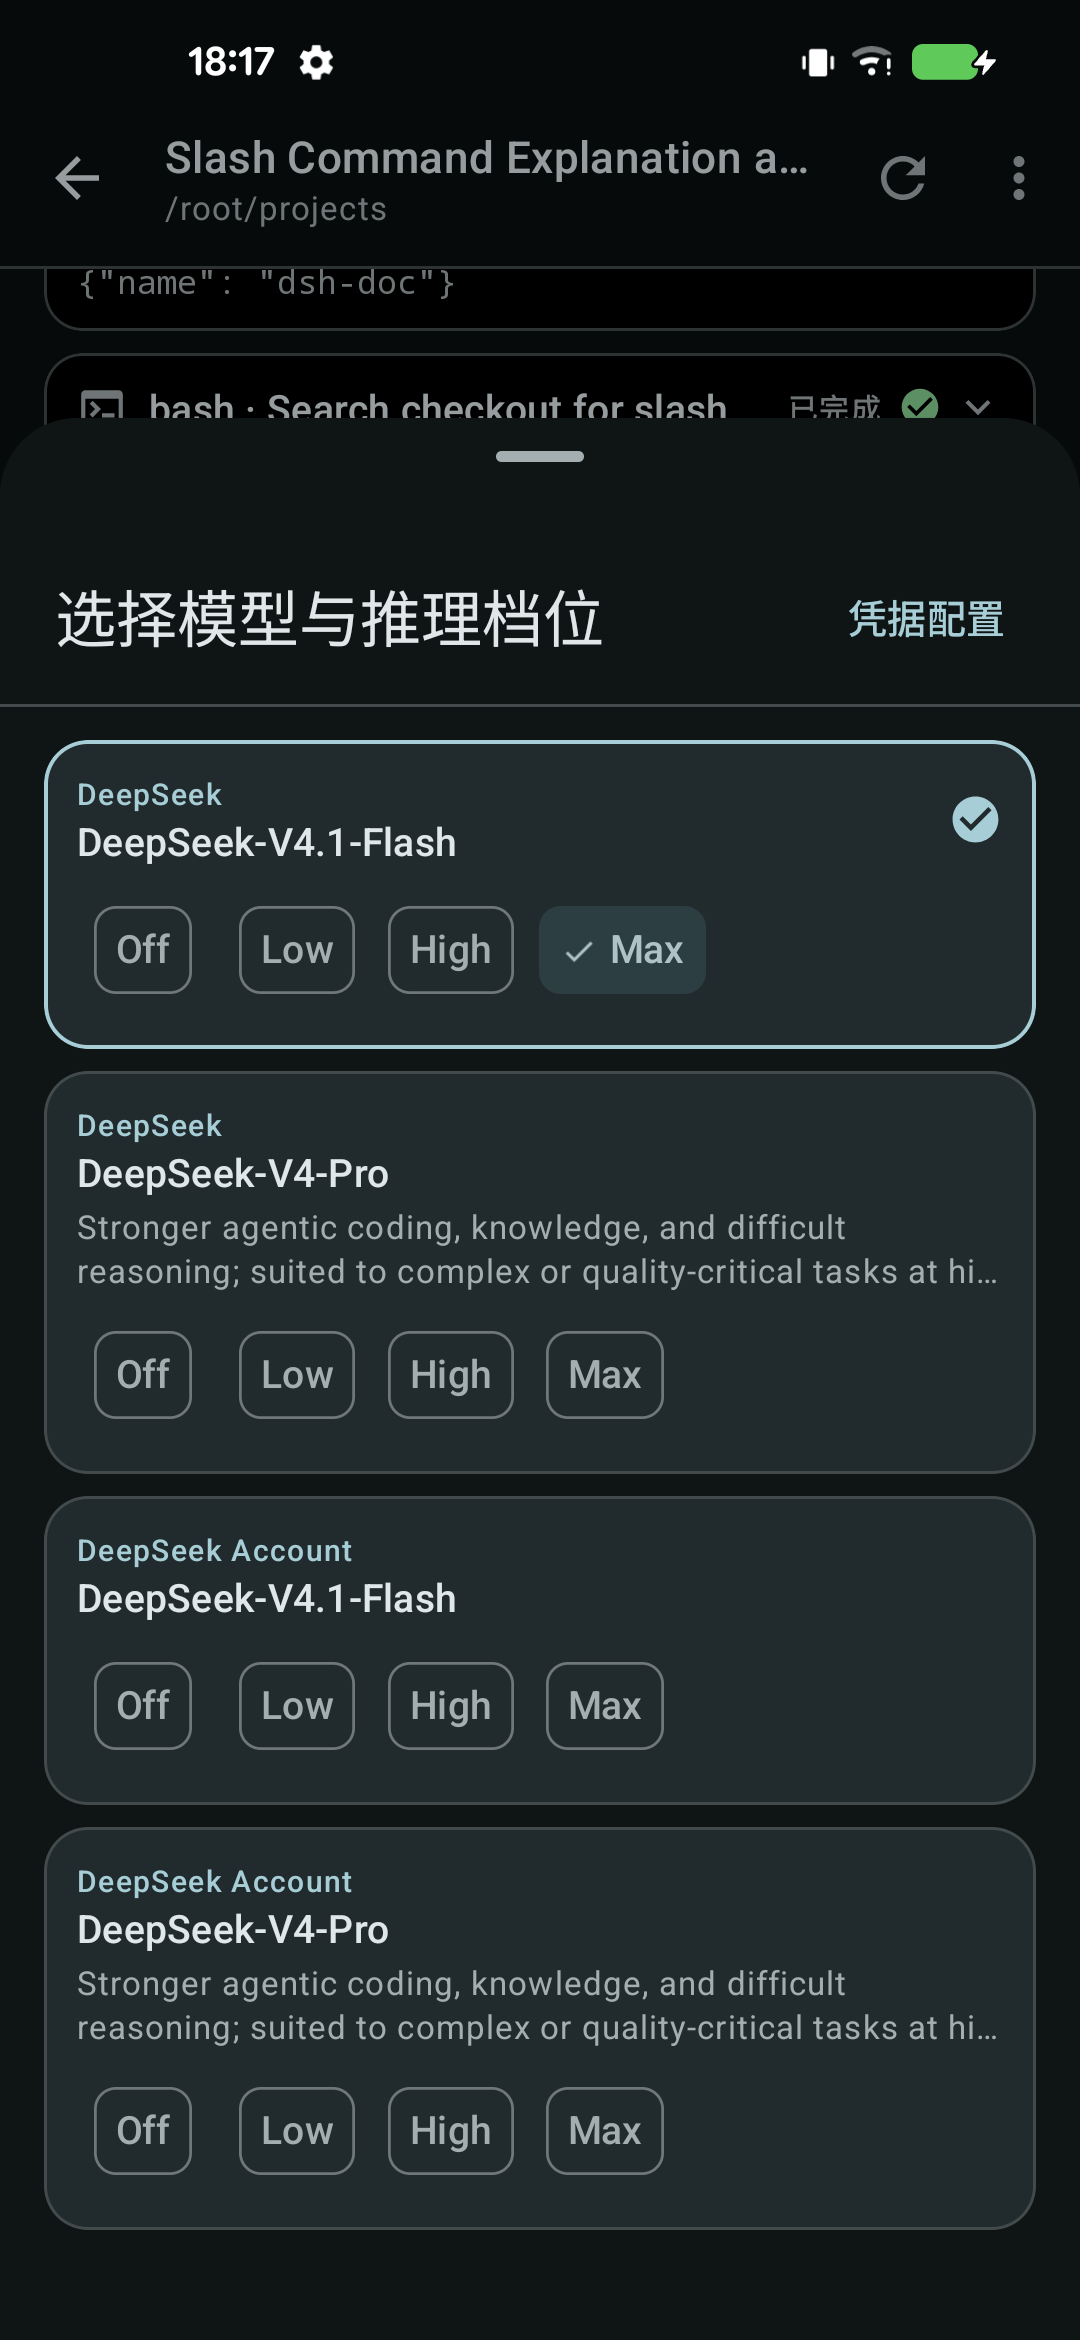 18:17
Slash Command Explanation a...
/root/projects
{"name": "dsh-doc"}
bash · Search checkout for slash 已完成
选择模型与推理档位 凭据配置
DeepSeek
DeepSeek-V4.1-Flash
Off Low High Max
DeepSeek
DeepSeek-V4-Pro
Stronger agentic coding, knowledge, and difficult
reasoning; suited to complex or quality-critical tasks at hi...
Off Low High Max
DeepSeek Account
DeepSeek-V4.1-Flash
Off Low High Max
DeepSeek Account
DeepSeek-V4-Pro
Stronger agentic coding, knowledge, and difficult
reasoning; suited to complex or quality-critical tasks at hi...
Off Low High Max